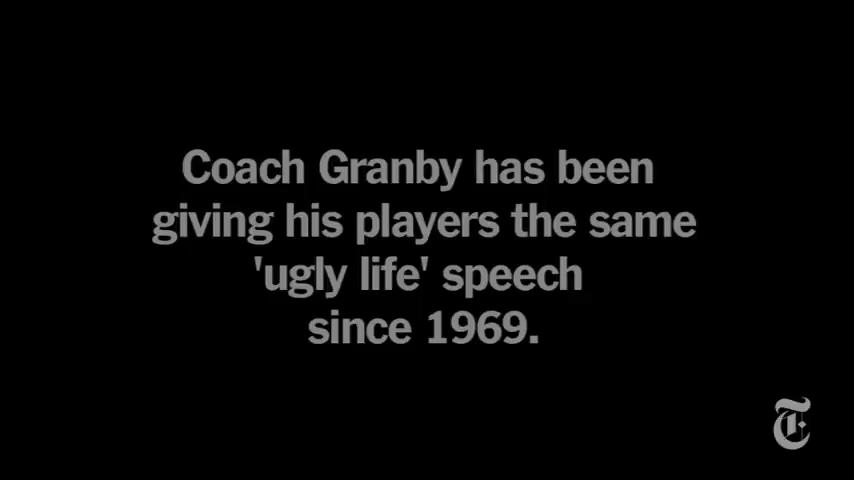 Coach Granby has been
giving his players the same
'ugly life' speech
since 1969.
T